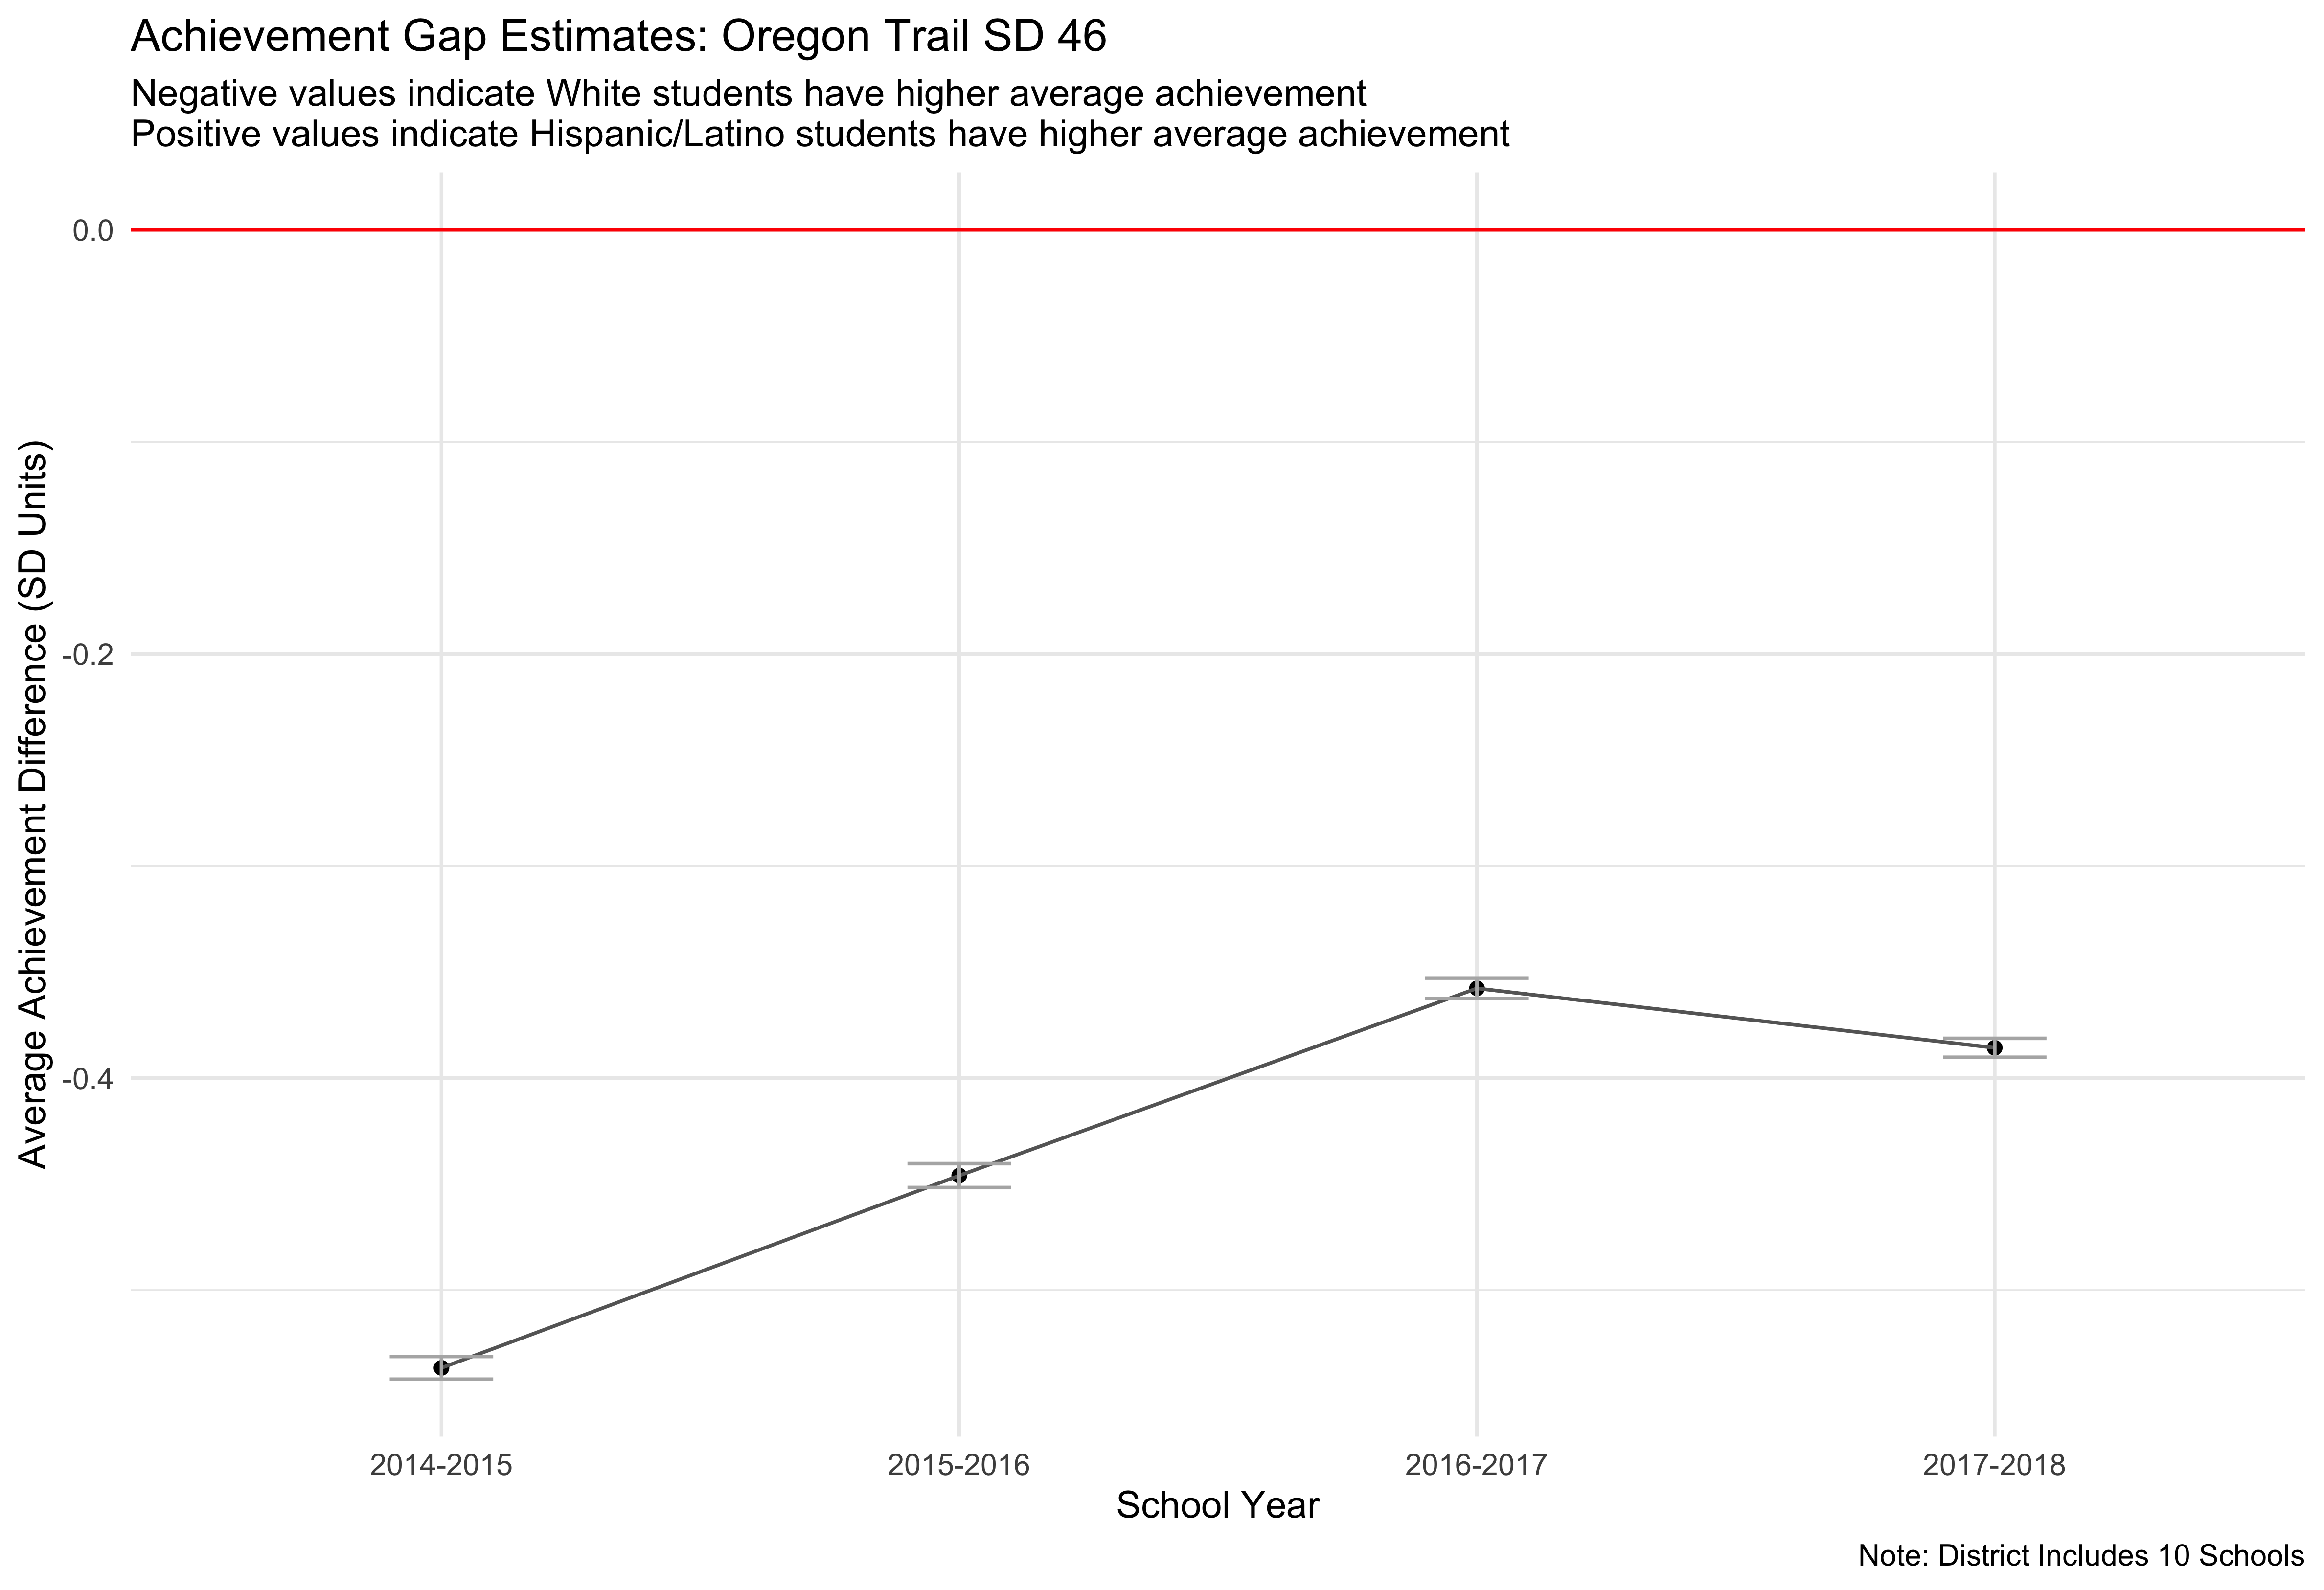 Achievement Gap Estimates: Oregon Trail SD 46
Negative values indicate White students have higher average achievement
Positive values indicate Hispanic/Latino students have higher average achievement
Average Achievement Difference (SD Units)
0.0
-0.2
-0.4
2014-2015
2015-2016
2016-2017
2017-2018
School Year
Note: District Includes 10 Schools